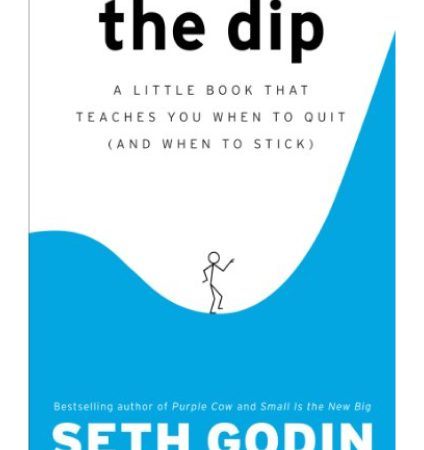 the dip
A LITTLE BOOK THAT
TEACHES YOU WHEN TO QUIT
(AND WHEN TO STICK)
Bestselling author of Purple Cow and Small Is the New Big
SETH GODIN